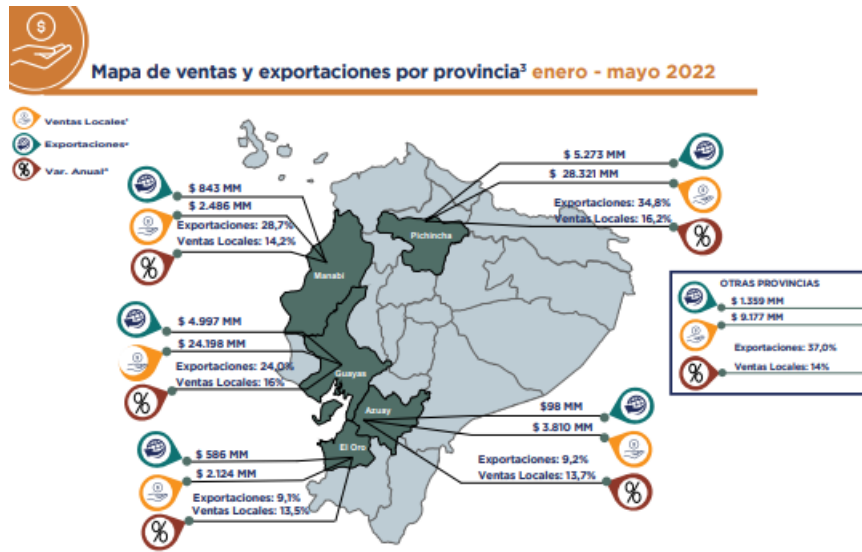 Mapa de ventas y exportaciones por provincia³ enero - mayo 2022
Ventas Locales¹
Exportaciones²
Var. Anual⁴
$ 843 MM
$ 2.486 MM
Exportaciones: 28,7%
Ventas Locales: 14,2%
Manabí
$ 5.273 MM
$ 28.321 MM
Exportaciones: 34,8%
Ventas Locales: 16,2%
Pichincha
OTRAS PROVINCIAS
$ 1.359 MM
$ 9.177 MM
Exportaciones: 37,0%
Ventas Locales: 14%
$ 4.997 MM
$ 24.198 MM
Exportaciones: 24,0%
Ventas Locales: 16%
Guayas
Azuay
$98 MM
$ 3.810 MM
Exportaciones: 9,2%
Ventas Locales: 13,7%
El Oro
$ 586 MM
$ 2.124 MM
Exportaciones: 9,1%
Ventas Locales: 13,5%